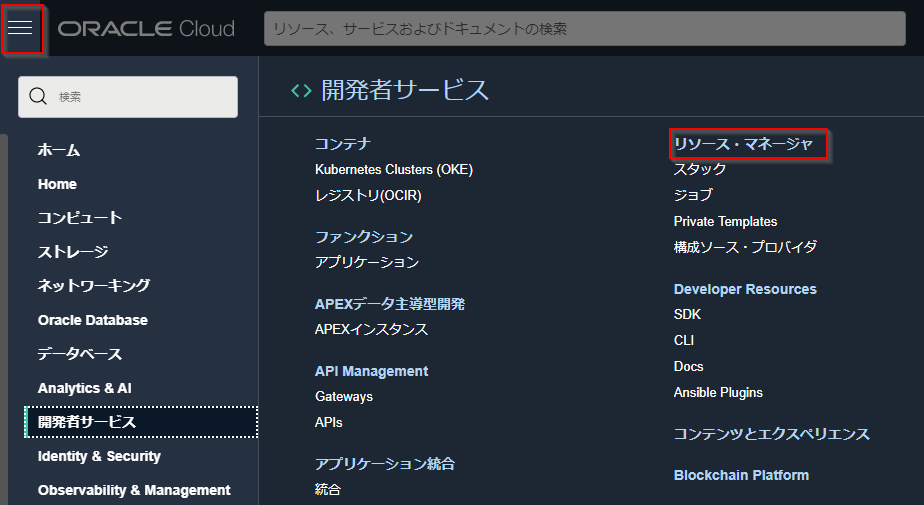 ORACLE Cloud
リソース、サービスおよびドキュメントの検索
検索
ホーム
Home
コンピュート
ストレージ
ネットワーキング
Oracle Database
データベース
Analytics & AI
開発者サービス
Identity & Security
Observability & Management
開発者サービス
コンテナ
Kubernetes Clusters (OKE)
レジストリ(OCIR)
ファンクション
アプリケーション
APEXデータ主導型開発
APEXインスタンス
API Management
Gateways
APIs
アプリケーション統合
統合
リソース・マネージャ
スタック
ジョブ
Private Templates
構成ソース・プロバイダ
Developer Resources
SDK
CLI
Docs
Ansible Plugins
コンテンツとエクスペリエンス
Blockchain Platform